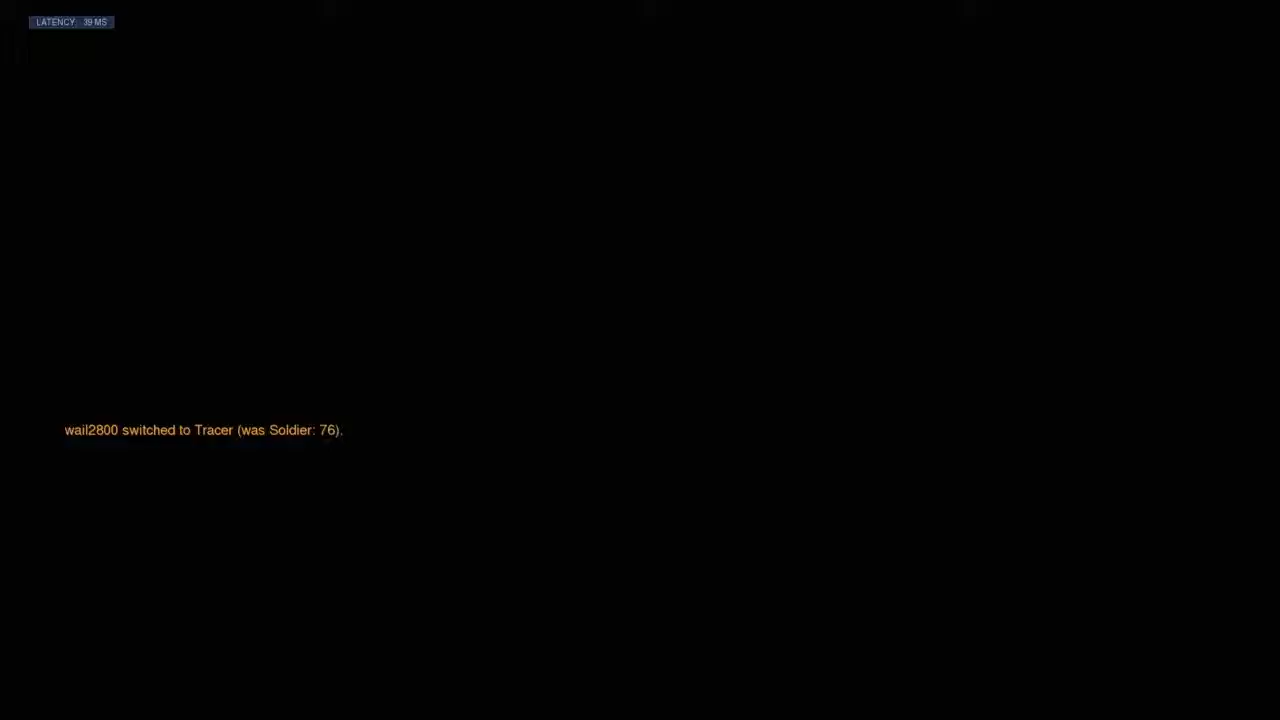 LATENCY: 39 MS
wail2800 switched to Tracer (was Soldier: 76).